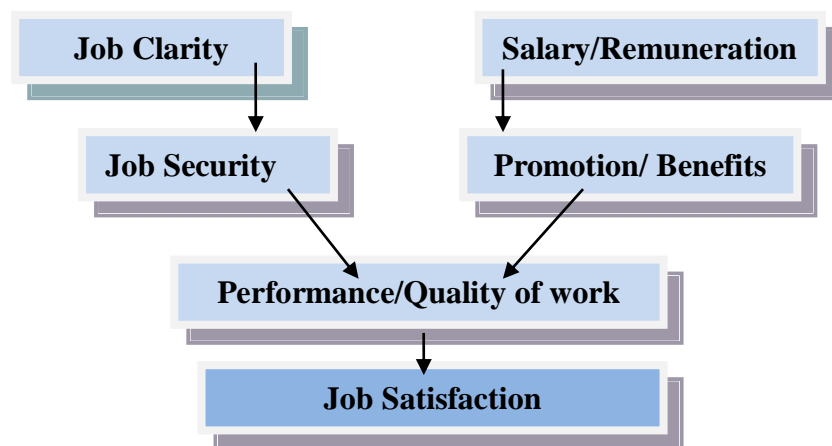 Job Clarity
Salary/Remuneration
Job Security
Promotion/ Benefits
Performance/Quality of work
Job Satisfaction